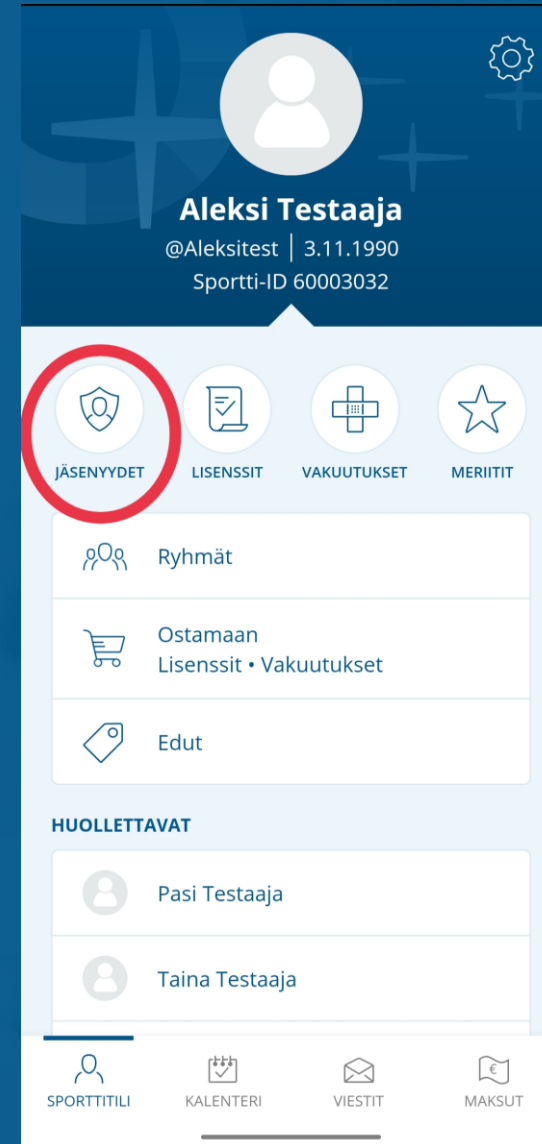 Aleksi Testaaja
@Aleksitest | 3.11.1990
Sportti-ID 60003032
JÄSENYYDET
LISENSSIT
VAKUUTUKSET
MERIITIT
Ryhmät
Ostamaan
Lisenssit • Vakuutukset
Edut
HUOLLETTAVAT
Pasi Testaaja
Taina Testaaja
SPORTTITILI
KALENTERI
VIESTIT
€
MAKSUT